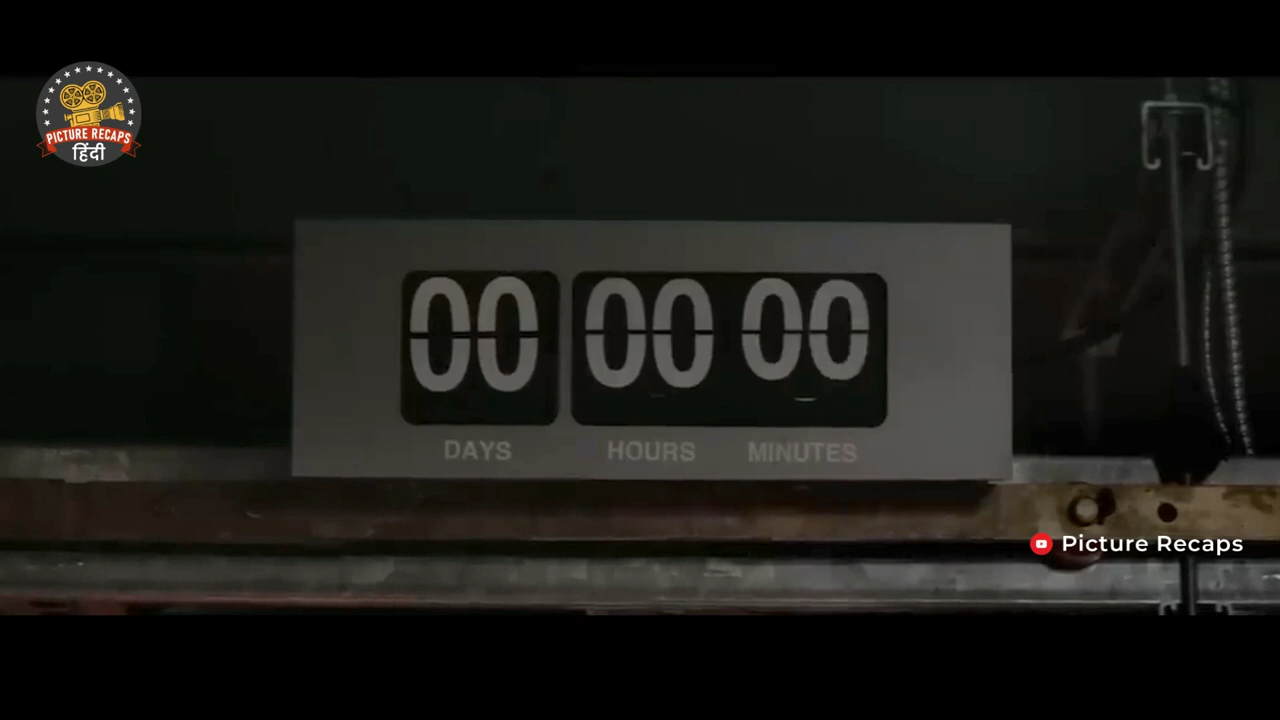 PICTURE RECAPS
हिंदी
00 00 00
DAYS HOURS MINUTES
Picture Recaps